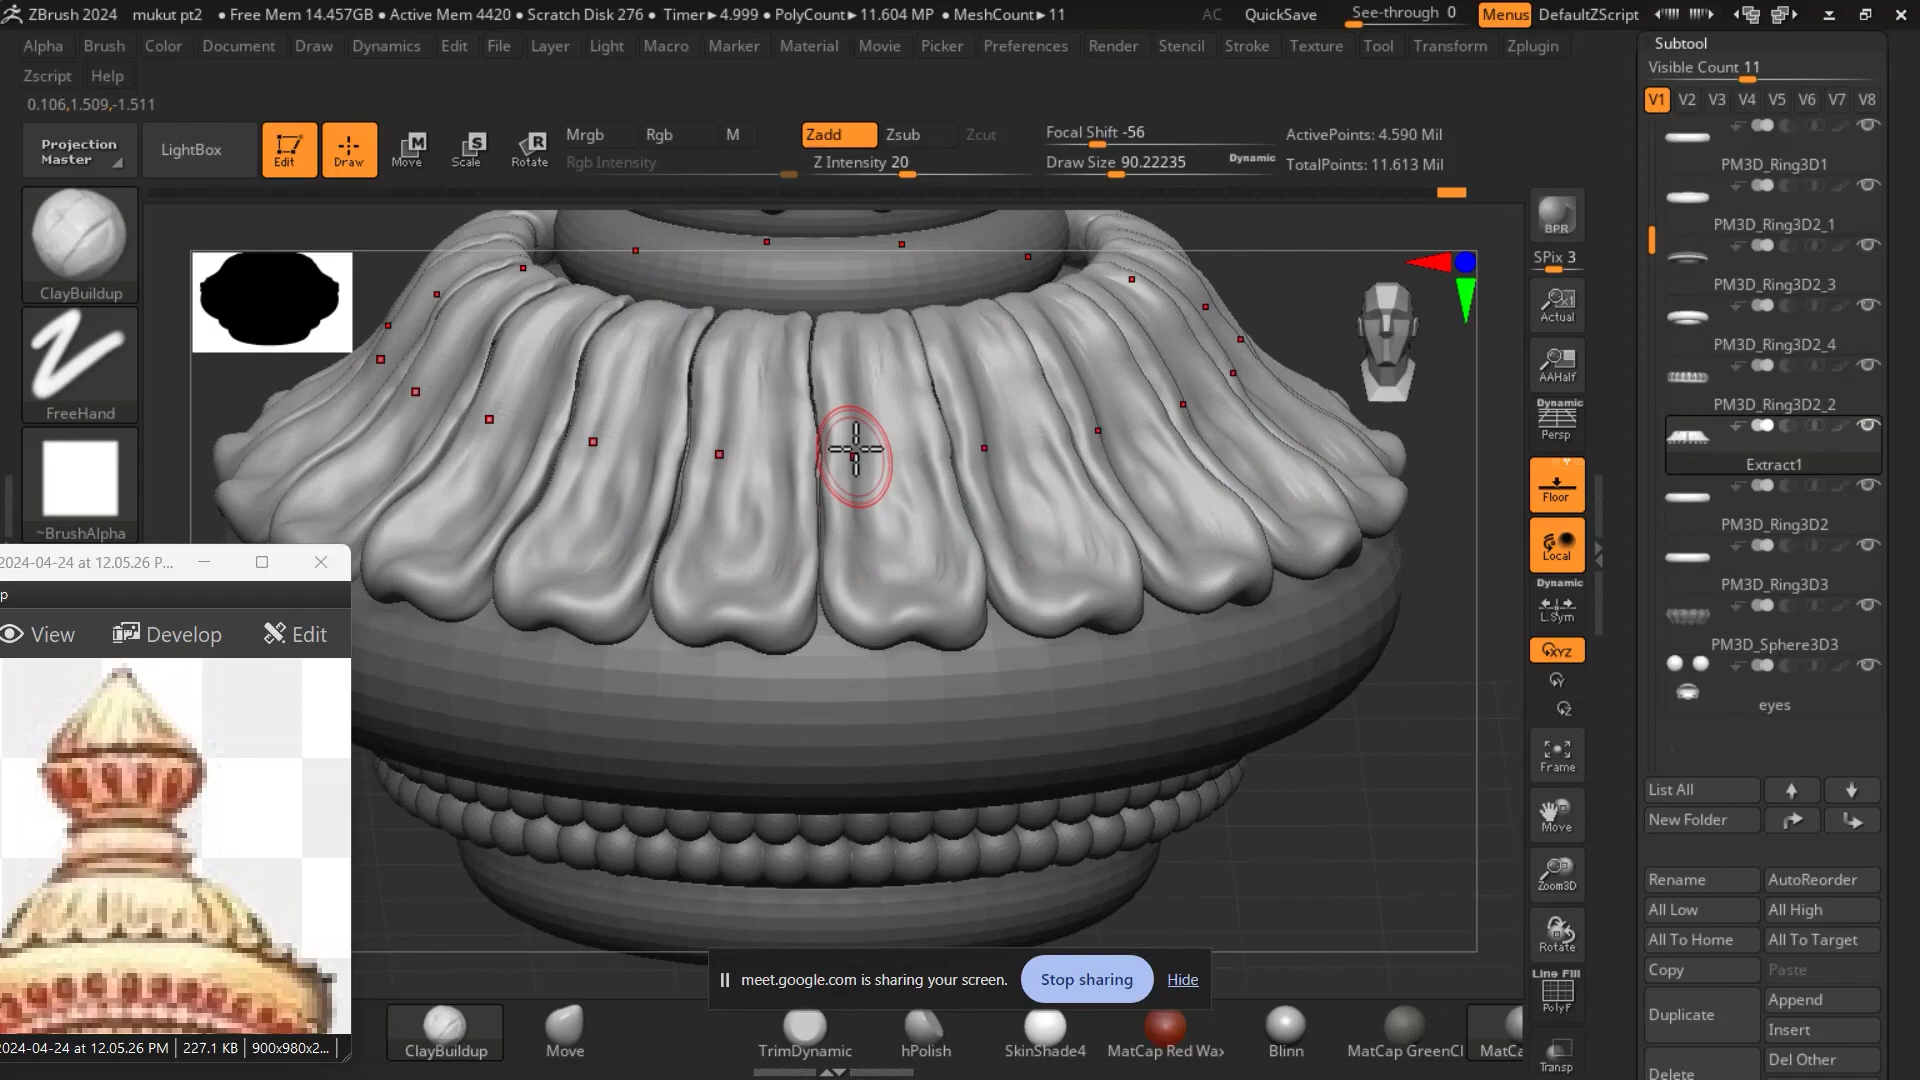 ZBrush 2024 mukut pt2 ● Free Mem 14.457GB ● Active Mem 4420 ● Scratch Disk 276 ● Timer►4.999 ● PolyCount►11.604 MP ● MeshCount►11 AC QuickSave See-through 0 Menus DefaultZScript
Alpha Brush Color Document Draw Dynamics Edit File Layer Light Macro Marker Material Movie Picker Preferences Render Stencil Stroke Texture Tool Transform Zplugin
Zscript Help
0.106,1.509,-1.511
Projection Master
LightBox
Edit
Draw
Move
Scale
Rotate
Mrgb Rgb M
Rgb Intensity
Zadd Zsub Zcut
Z Intensity 20
Focal Shift -56
Draw Size 90.22235
Dynamic
ActivePoints: 4.590 Mil
TotalPoints: 11.613 Mil
ClayBuildup
FreeHand
~BrushAlpha
2024-04-24 at 12.05.26 P...
p
View Develop Edit
2024-04-24 at 12.05.26 PM 227.1 KB 900x980x2...
BPR
SPix 3
Actual
AAHalf
Dynamic
Persp
Floor
Local
Dynamic
L.Sym
XYZ
Y
Z
Frame
Move
Zoom3D
Rotate
Line Fill
PolyF
Transp
Subtool
Visible Count 11
V1 V2 V3 V4 V5 V6 V7 V8
PM3D_Ring3D1
PM3D_Ring3D2_1
PM3D_Ring3D2_3
PM3D_Ring3D2_4
PM3D_Ring3D2_2
Extract1
PM3D_Ring3D2
PM3D_Ring3D3
PM3D_Sphere3D3
eyes
List All
New Folder
Rename AutoReorder
All Low All High
All To Home All To Target
Copy Paste
Duplicate Append
Insert
Delete Del Other
meet.google.com is sharing your screen. Stop sharing Hide
ClayBuildup Move TrimDynamic hPolish SkinShade4 MatCap Red Wax Blinn MatCap GreenCl MatCa